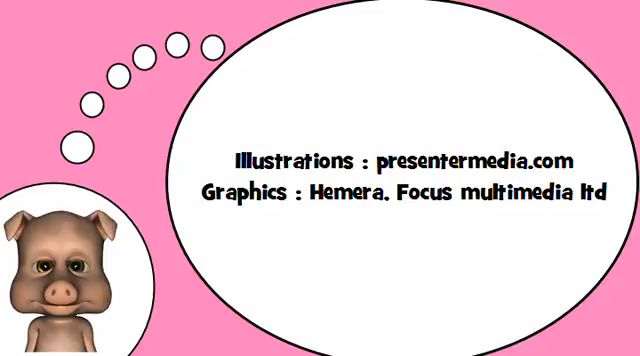 Illustrations : presentermedia.com
Graphics : Hemera. Focus multimedia ltd